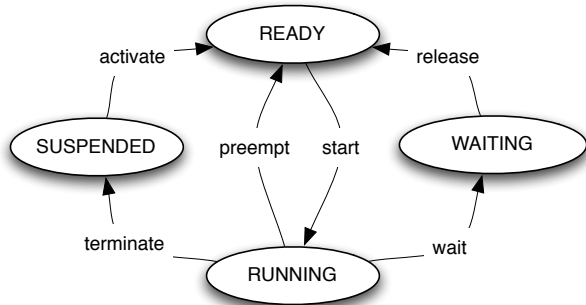 READY
activate
release
SUSPENDED
preempt
start
WAITING
terminate
wait
RUNNING